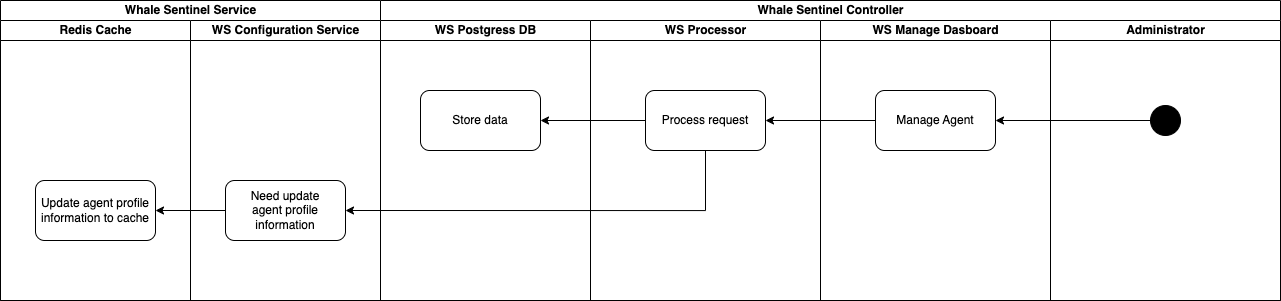 Whale Sentinel Service
Whale Sentinel Controller
Redis Cache
WS Configuration Service
WS Postgress DB
WS Processor
WS Manage Dasboard
Administrator
Store data
Process request
Manage Agent
Update agent profile
information to cache
Need update
agent profile
information